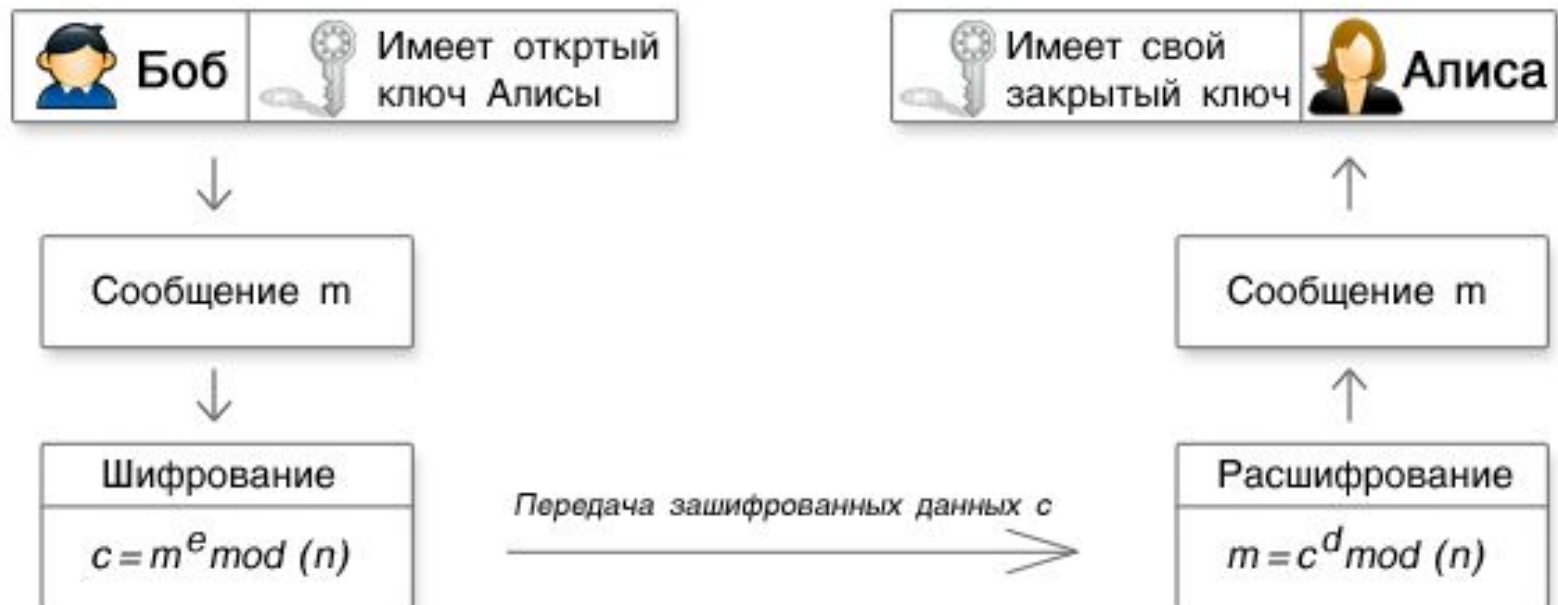 Боб
Имеет откртый
ключ Алисы
Имеет свой
закрытый ключ
Алиса
Сообщение m
Сообщение m
Шифрование
c=m^e mod (n)
Передача зашифрованных данных c
Расшифрование
m=c^d mod (n)